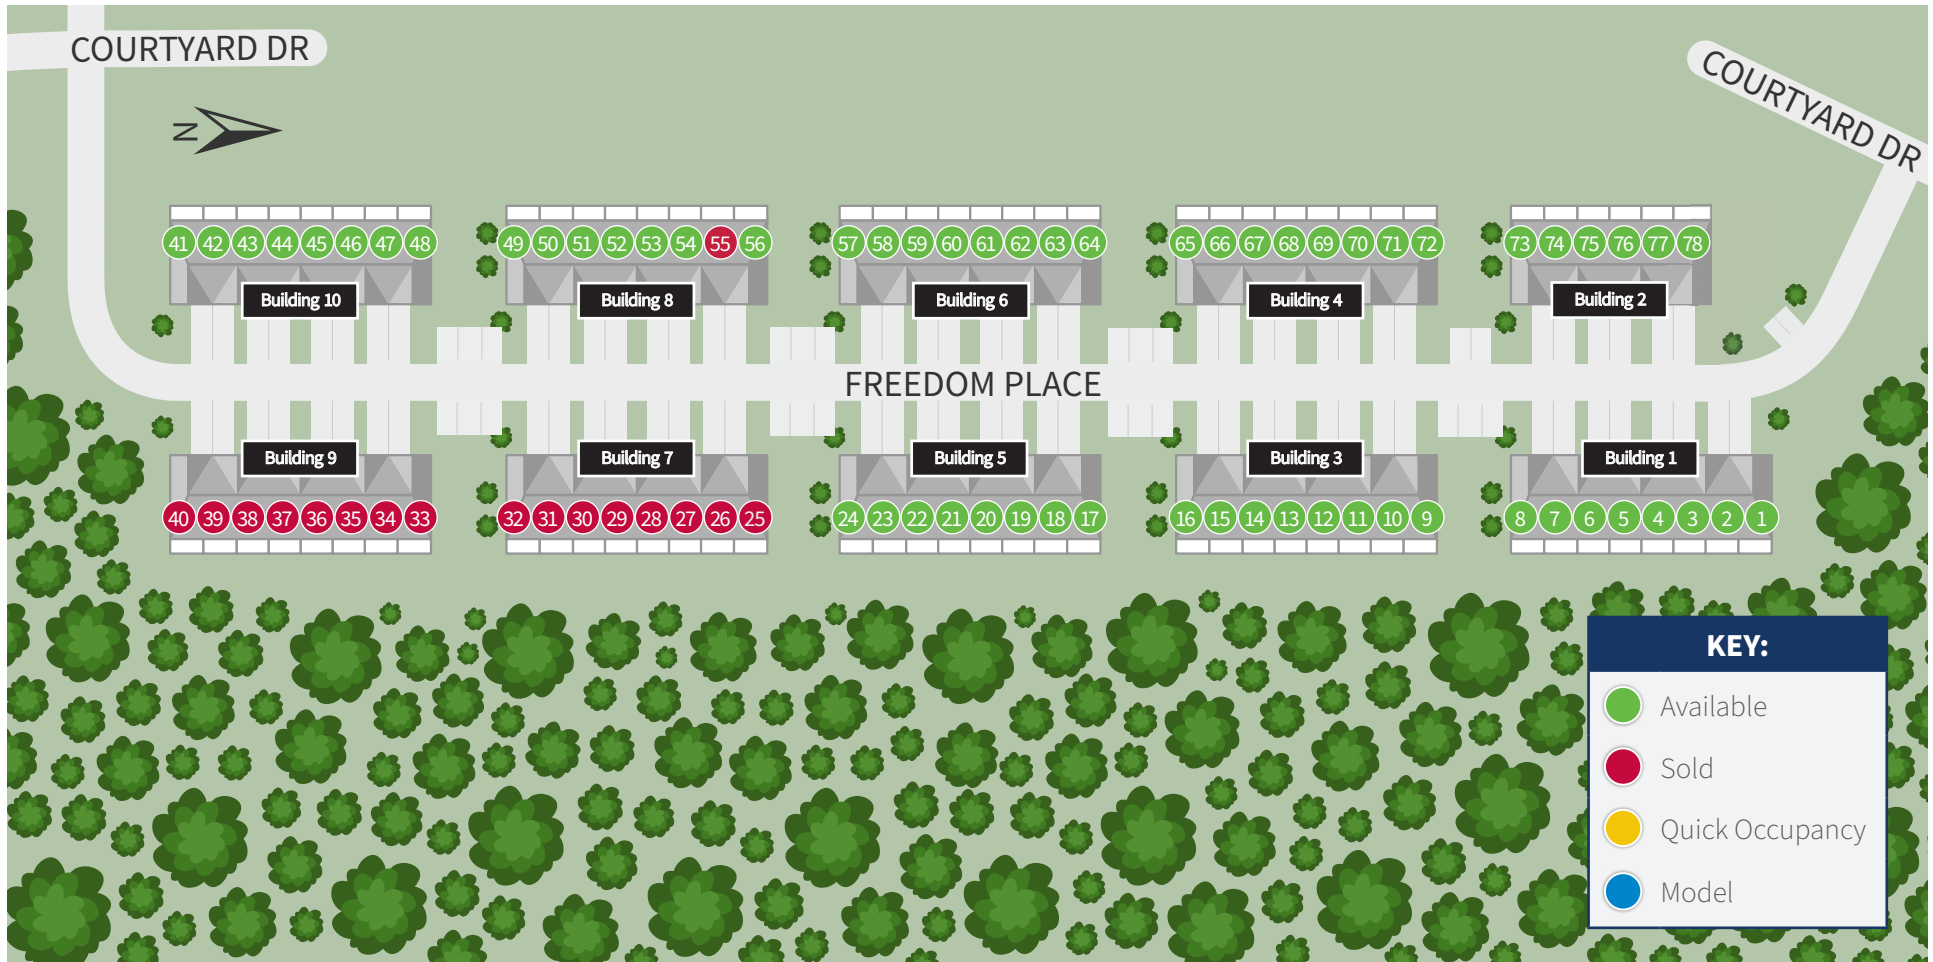 COURTYARD DR
COURTYARD DR
N
41 42 43 44 45 46 47 48
49 50 51 52 53 54 55 56
57 58 59 60 61 62 63 64
65 66 67 68 69 70 71 72
73 74 75 76 77 78
Building 10
Building 8
Building 6
Building 4
Building 2
FREEDOM PLACE
Building 9
Building 7
Building 5
Building 3
Building 1
40 39 38 37 36 35 34 33
32 31 30 29 28 27 26 25
24 23 22 21 20 19 18 17
16 15 14 13 12 11 10 9
8 7 6 5 4 3 2 1
KEY:
Available
Sold
Quick Occupancy
Model